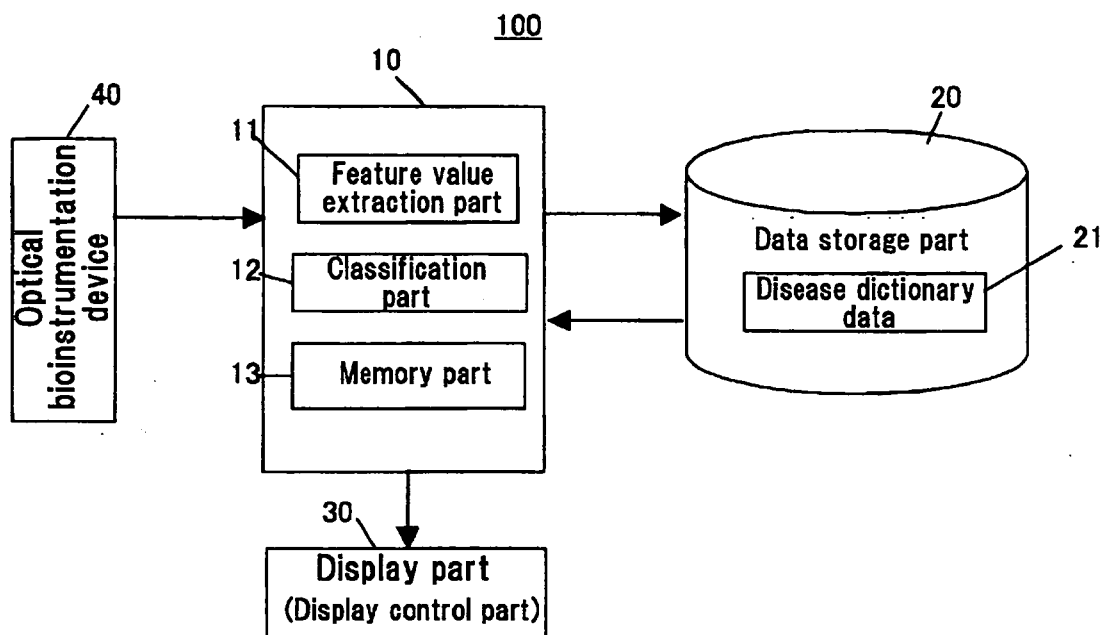 100
10
40
20
11
Feature value
extraction part
Optical
bioinstrumentation
device
Data storage part
21
12
Classification
part
Disease dictionary
data
13
Memory part
30
Display part
(Display control part)